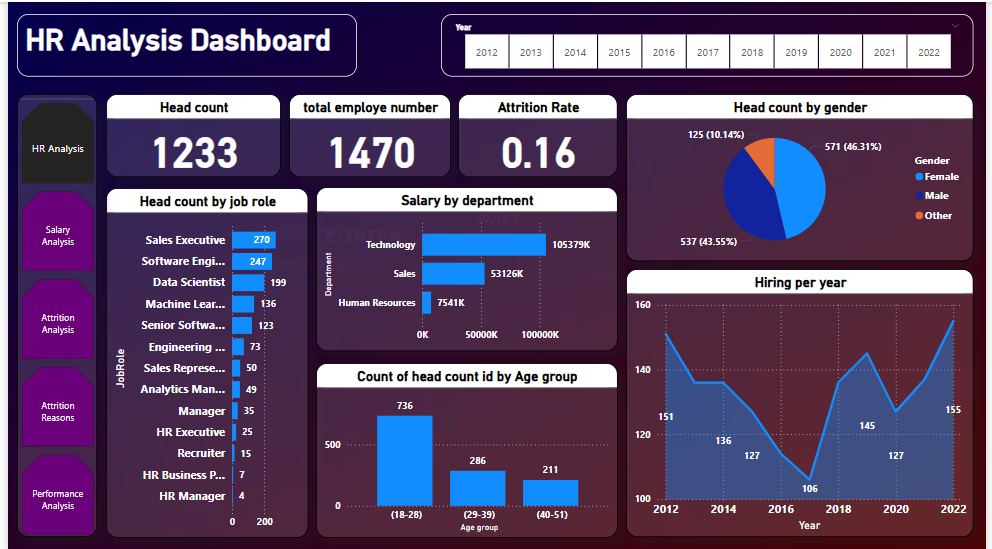 HR Analysis Dashboard
Year
2012 2013 2014 2015 2016 2017 2018 2019 2020 2021 2022
HR Analysis
Salary
Analysis
Attrition
Analysis
Attrition
Reasons
Performance
Analysis
Head count
1233
total employe number
1470
Attrition Rate
0.16
Head count by gender
125 (10.14%)
571 (46.31%)
537 (43.55%)
Gender
Female
Male
Other
Head count by job role
JobRole
Sales Executive 270
Software Engi... 247
Data Scientist 199
Machine Lear... 136
Senior Softwa... 123
Engineering ... 73
Sales Represe... 50
Analytics Man... 49
Manager 35
HR Executive 25
Recruiter 15
HR Business P... 7
HR Manager 4
0 200
Salary by department
Department
Technology 105379K
Sales 53126K
Human Resources 7541K
0K 50000K 100000K
Count of head count id by Age group
736
500
286
211
0
(18-28) (29-39) (40-51)
Age group
Hiring per year
160
140
120
100
151
136
127
106
145
127
155
2012 2014 2016 2018 2020 2022
Year